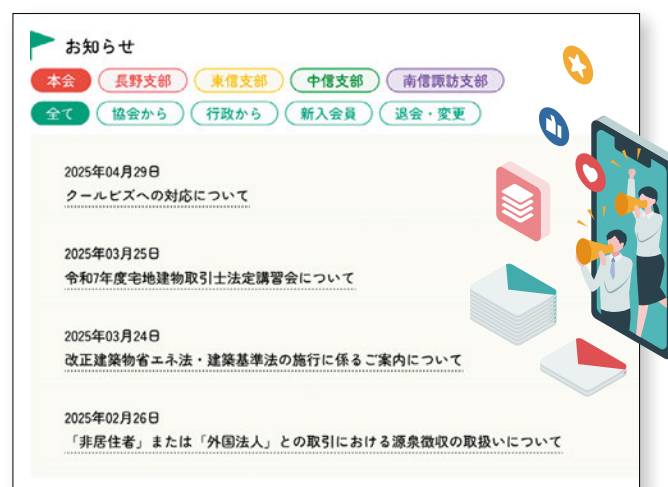 お知らせ
本会 長野支部 東信支部 中信支部 南信諏訪支部
全て 協会から 行政から 新入会員 退会・変更
2025年04月29日
クールビズへの対応について
2025年03月25日
令和7年度宅地建物取引士法定講習会について
2025年03月24日
改正建築物省エネ法・建築基準法の施行に係るご案内について
2025年02月26日
「非居住者」または「外国法人」との取引における源泉徴収の取扱いについて